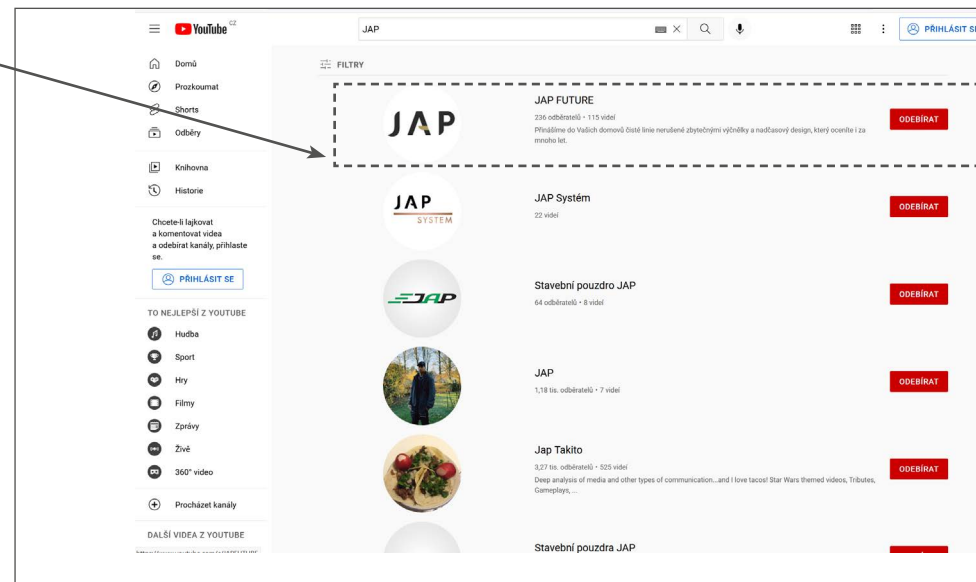 YouTube CZ
JAP
PŘIHLÁSIT SE
Domů
Prozkoumat
Shorts
Odběry
Knihovna
Historie
Chcete-li lajkovat
a komentovat videa
a odebírat kanály, přihlaste
se.
PŘIHLÁSIT SE
TO NEJLEPŠÍ Z YOUTUBE
Hudba
Sport
Hry
Filmy
Zprávy
Živě
360° video
Procházet kanály
DALŠÍ VIDEA Z YOUTUBE
FILTRY
JAP
JAP FUTURE
236 odběratelů • 115 videí
Přinášíme do Vašich domovů čisté linie nerušené zbytečnými výčnělky a nadčasový design, který oceníte i za
mnoho let.
ODEBÍRAT
JAP
SYSTEM
JAP Systém
22 videí
ODEBÍRAT
JAP
Stavební pouzdro JAP
64 odběratelů • 8 videí
ODEBÍRAT
JAP
1,18 tis. odběratelů • 7 videí
ODEBÍRAT
Jap Takito
3,27 tis. odběratelů • 525 videí
Deep analysis of media and other types of communication...and I love tacos! Star Wars themed videos, Tributes,
Gameplays, ...
ODEBÍRAT
Stavební pouzdra JAP